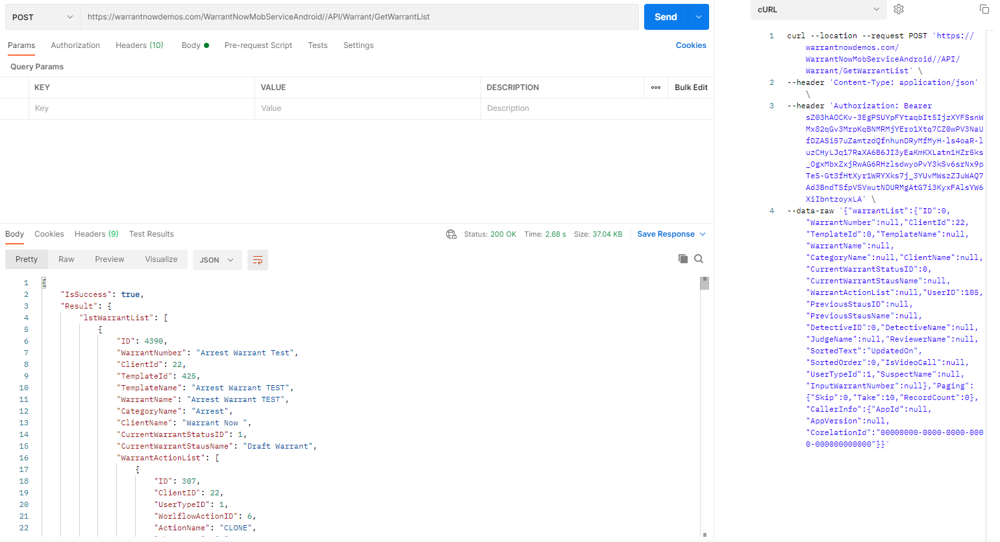 POST https://warrantnowdemos.com/WarrantNowMobServiceAndroid//API/Warrant/GetWarrantList Send
Params Authorization Headers (10) Body Pre-request Script Tests Settings Cookies
Query Params
KEY VALUE DESCRIPTION ooo Bulk Edit
Key Value Description
Body Cookies Headers (9) Test Results Status: 200 OK Time: 2.68 s Size: 37.04 KB Save Response
Pretty Raw Preview Visualize JSON
1 {
2 "IsSuccess": true,
3 "Result": {
4 "lstWarrantList": [
5 {
6 "ID": 4390,
7 "WarrantNumber": "Arrest Warrant Test",
8 "ClientId": 22,
9 "TemplateId": 425,
10 "TemplateName": "Arrest Warrant TEST",
11 "WarrantName": "Arrest Warrant TEST",
12 "CategoryName": "Arrest",
13 "ClientName": "Warrant Now ",
14 "CurrentWarrantStatusID": 1,
15 "CurrentWarrantStausName": "Draft Warrant",
16 "WarrantActionList": [
17 {
18 "ID": 307,
19 "ClientID": 22,
20 "UserTypeID": 1,
21 "WorlflowActionID": 6,
22 "ActionName": "CLONE",
cURL
1 curl --location --request POST 'https://
warrantnowdemos.com/
WarrantNowMobServiceAndroid//API/
Warrant/GetWarrantList' \
2 --header 'Content-Type: application/json'
\
3 --header 'Authorization: Bearer
sZ03hAOCKv-3EgPSUYpFYtaqbIt5IjzXYFSsnW
Mx82qGv3MrpKqBNMRMjYEro1Xtq7CZ0wPV3NaU
fDZASi57uZamtzdQfnhunDRyMfMyH-ls4oaR-l
uzCHyLJq17RaXA6B6JI3yEaKmKXLatn1HZr5ks
_OgxMbxZxjRwAG6RHzlsdwyoPvY3kSv6srNx9p
TeS-Gt3fHtXyr1WRYXks7j_3YUvMWszZJuWAQ7
Ad3BndTSfpVSVwutNDURMgAtG7i3KyxFAlsYW6
XiIbntzoyxLA' \
4 --data-raw '{"warrantList":{"ID":0,
"WarrantNumber":null,"ClientId":22,
"TemplateId":0,"TemplateName":null,
"WarrantName":null,
"CategoryName":null,"ClientName":null,
"CurrentWarrantStatusID":0,
"CurrentWarrantStausName":null,
"WarrantActionList":null,"UserID":105,
"PreviousStausID":null,
"PreviousStausName":null,
"DetectiveID":0,"DetectiveName":null,
"JudgeName":null,"ReviewerName":null,
"SortedText":"UpdatedOn",
"SortedOrder":0,"IsVideoCall":null,
"UserTypeId":1,"SuspectName":null,
"InputWarrantNumber":null},"Paging":
{"Skip":0,"Take":10,"RecordCount":0},
"CallerInfo":{"AppId":null,
"AppVersion":null,
"CorelationId":"00000000-0000-0000-000
0-000000000000"}}'